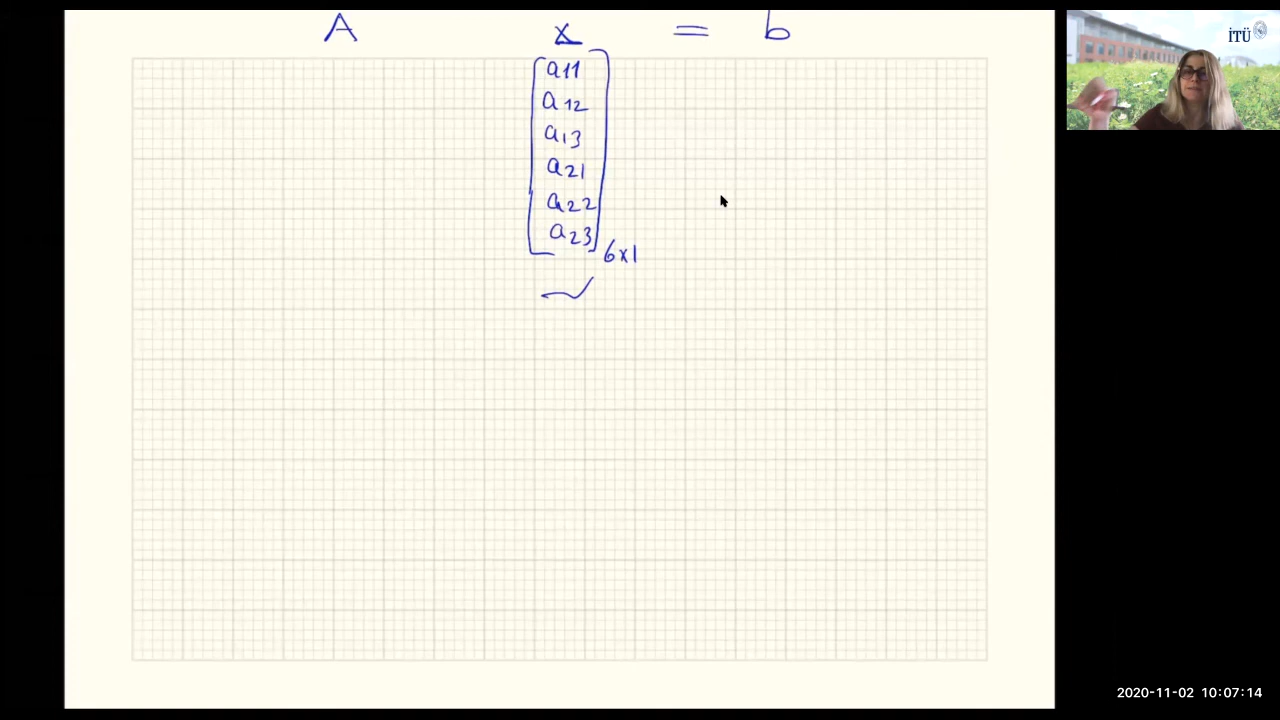 A x = b
a11
a12
a13
a21
a22
a23
6x1
İTÜ
2020-11-02 10:07:14